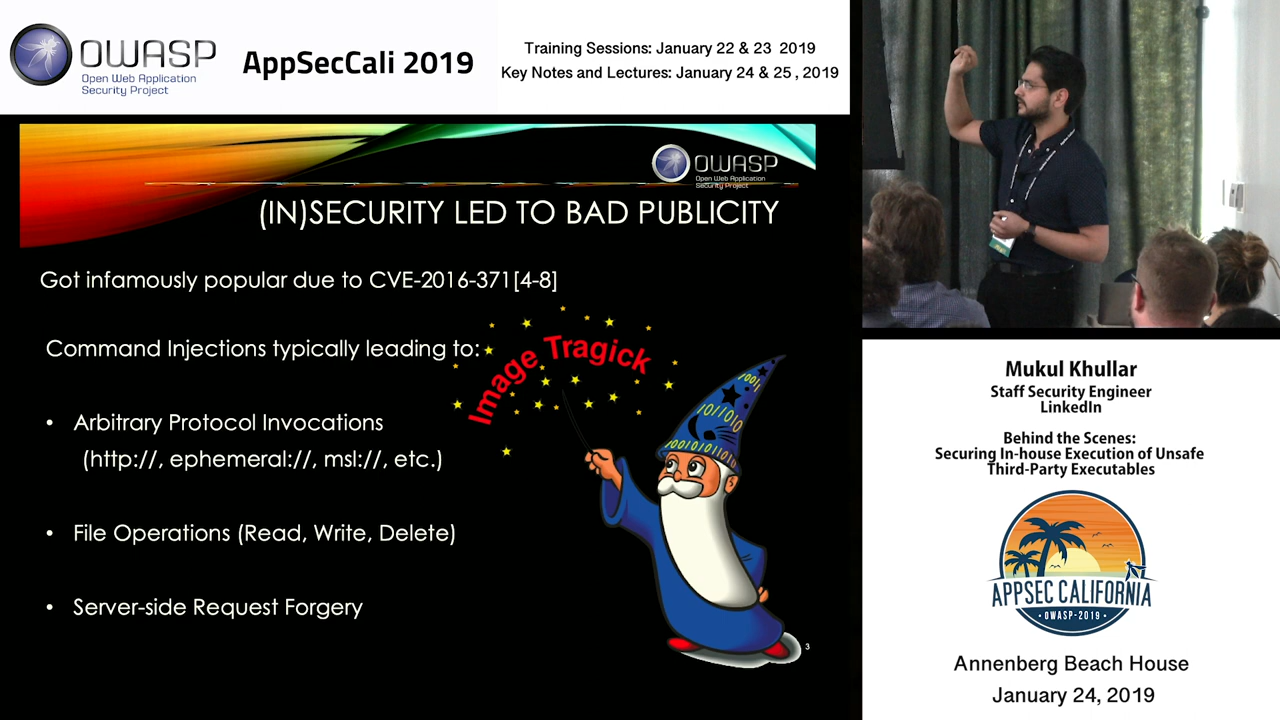 OWASP
Open Web Application
Security Project
AppSecCali 2019
Training Sessions: January 22 & 23 2019
Key Notes and Lectures: January 24 & 25 , 2019
OWASP
Open Web Application
Security Project
(IN)SECURITY LED TO BAD PUBLICITY
Got infamously popular due to CVE-2016-371[4-8]
Command Injections typically leading to:
• Arbitrary Protocol Invocations
(http://, ephemeral://, msl://, etc.)
• File Operations (Read, Write, Delete)
• Server-side Request Forgery
Image Tragick
10011
1011010
10010101101
3
Mukul Khullar
Staff Security Engineer
LinkedIn
Behind the Scenes:
Securing In-house Execution of Unsafe
Third-Party Executables
APPSEC CALIFORNIA
• OWASP-2019 •
Annenberg Beach House
January 24, 2019